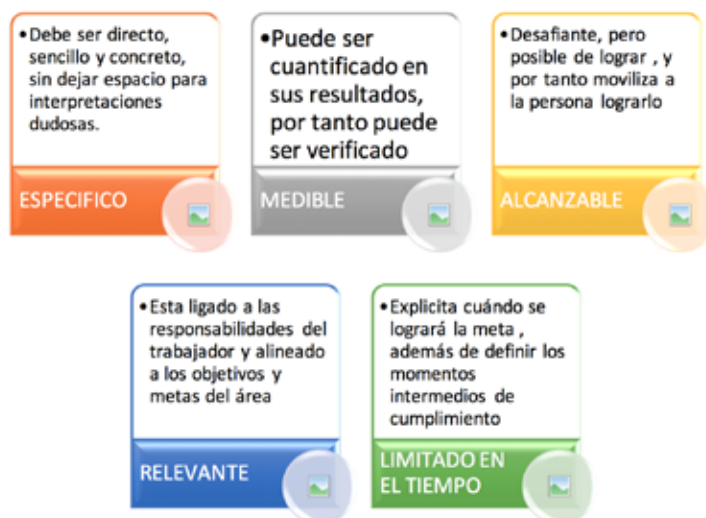 •Debe ser directo,
sencillo y concreto,
sin dejar espacio para
interpretaciones
dudosas.
ESPECIFICO
•Puede ser
cuantificado en
sus resultados,
por tanto puede
ser verificado
MEDIBLE
•Desafiante, pero
posible de lograr , y
por tanto moviliza a
la persona lograrlo
ALCANZABLE
•Esta ligado a las
responsabilidades del
trabajador y alineado
a los objetivos y
metas del área
RELEVANTE
•Explicita cuándo se
logrará la meta ,
además de definir los
momentos
intermedios de
cumplimiento
LIMITADO EN
EL TIEMPO